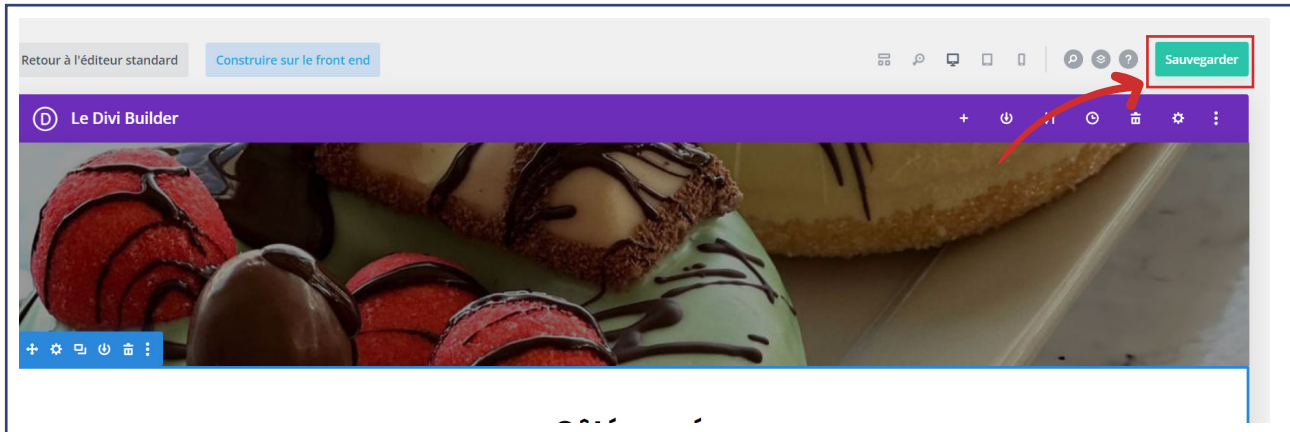 Retour à l'éditeur standard
Construire sur le front end
?
Sauvegarder
D
Le Divi Builder